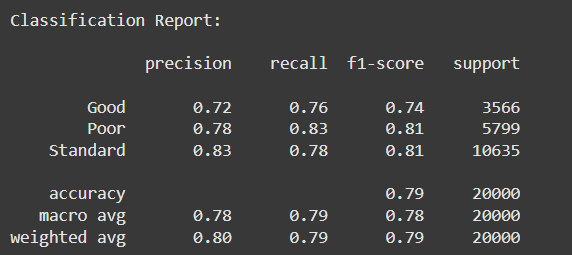 Classification Report:
precision recall f1-score support
Good 0.72 0.76 0.74 3566
Poor 0.78 0.83 0.81 5799
Standard 0.83 0.78 0.81 10635
accuracy 0.79 20000
macro avg 0.78 0.79 0.78 20000
weighted avg 0.80 0.79 0.79 20000